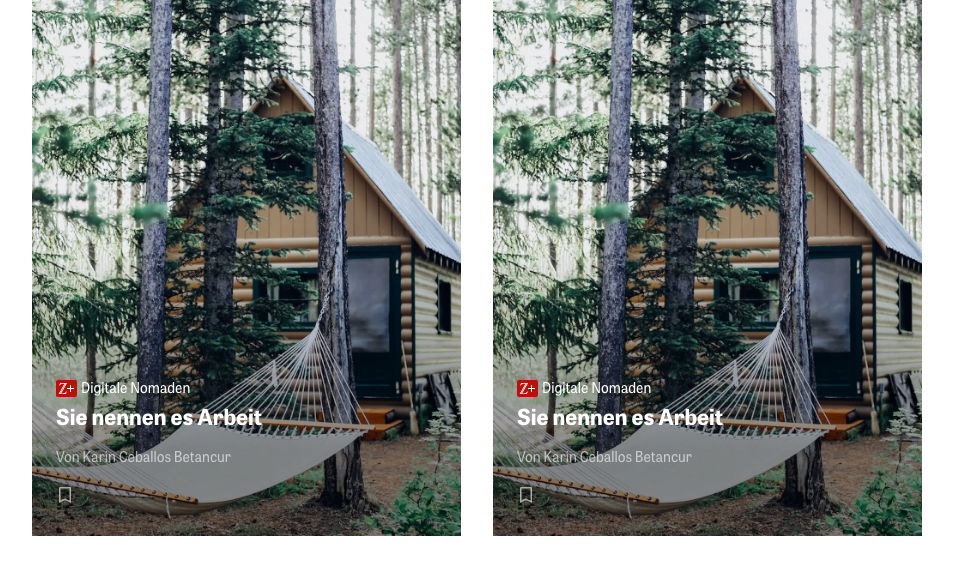 Z+ Digitale Nomaden
Sie nennen es Arbeit
Von Karin Ceballos Betancur
Z+ Digitale Nomaden
Sie nennen es Arbeit
Von Karin Ceballos Betancur